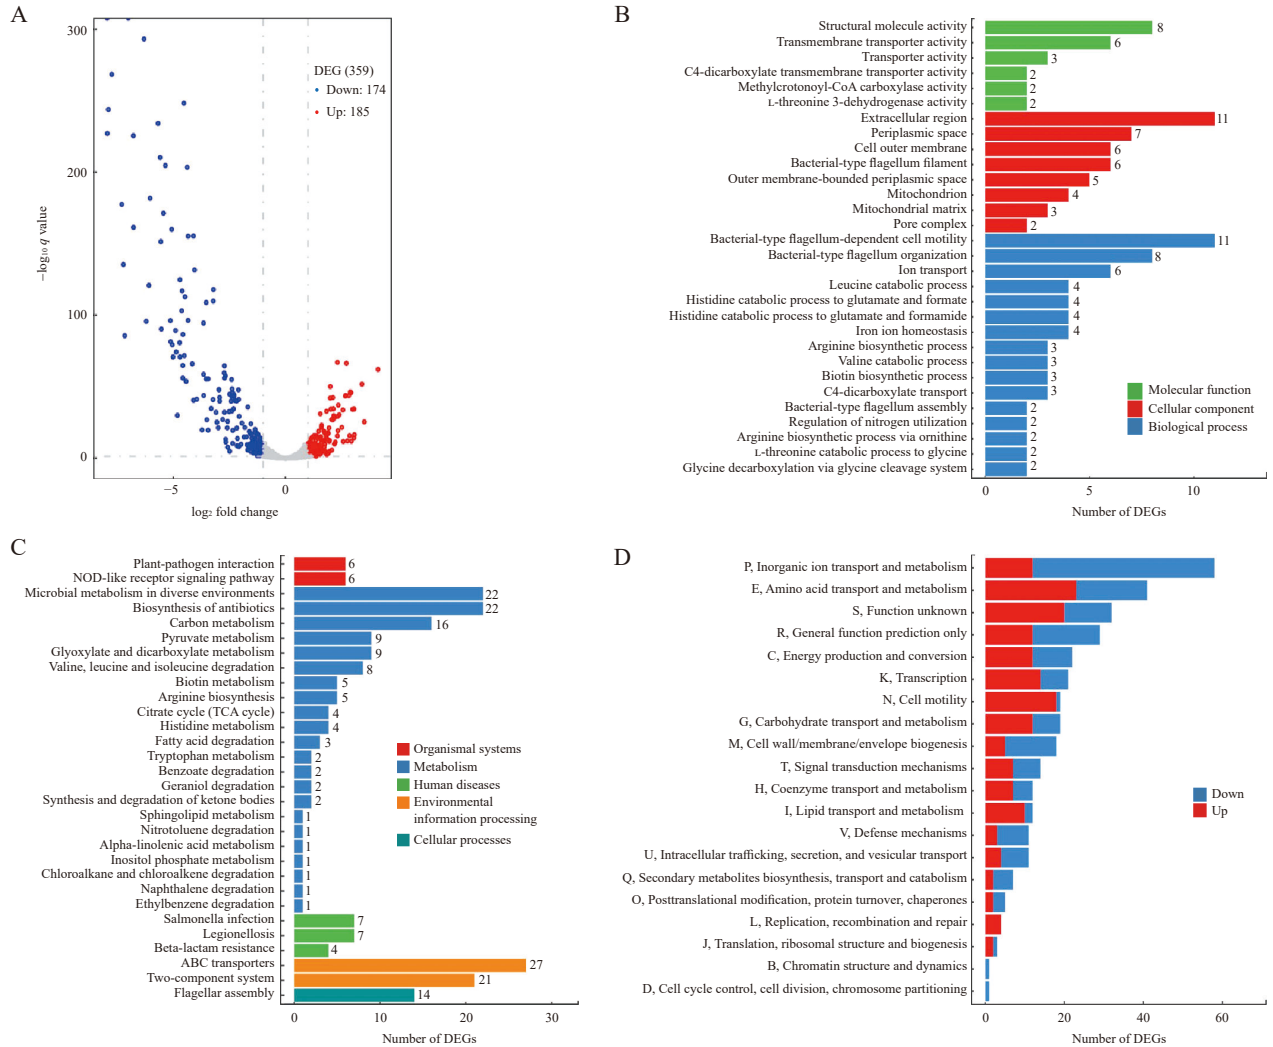 A
300
200
100
0
−log₁₀ q value
DEG (359)
Down: 174
Up: 185
−5
0
log₂ fold change
B
Structural molecule activity 8
Transmembrane transporter activity 6
Transporter activity 3
C4-dicarboxylate transmembrane transporter activity 2
Methylcrotonoyl-CoA carboxylase activity 2
L-threonine 3-dehydrogenase activity 2
Extracellular region 11
Periplasmic space 7
Cell outer membrane 6
Bacterial-type flagellum filament 6
Outer membrane-bounded periplasmic space 5
Mitochondrion 4
Mitochondrial matrix 3
Pore complex 2
Bacterial-type flagellum-dependent cell motility 11
Bacterial-type flagellum organization 8
Ion transport 6
Leucine catabolic process 4
Histidine catabolic process to glutamate and formate 4
Histidine catabolic process to glutamate and formamide 4
Iron ion homeostasis 4
Arginine biosynthetic process 3
Valine catabolic process 3
Biotin biosynthetic process 3
C4-dicarboxylate transport 3
Bacterial-type flagellum assembly 2
Regulation of nitrogen utilization 2
Arginine biosynthetic process via ornithine 2
L-threonine catabolic process to glycine 2
Glycine decarboxylation via glycine cleavage system 2
Molecular function
Cellular component
Biological process
0 5 10
Number of DEGs
C
Plant-pathogen interaction 6
NOD-like receptor signaling pathway 6
Microbial metabolism in diverse environments 22
Biosynthesis of antibiotics 22
Carbon metabolism 16
Pyruvate metabolism 9
Glyoxylate and dicarboxylate metabolism 9
Valine, leucine and isoleucine degradation 8
Biotin metabolism 5
Arginine biosynthesis 5
Citrate cycle (TCA cycle) 4
Histidine metabolism 4
Fatty acid degradation 3
Tryptophan metabolism 2
Benzoate degradation 2
Geraniol degradation 2
Synthesis and degradation of ketone bodies 2
Sphingolipid metabolism 1
Nitrotoluene degradation 1
Alpha-linolenic acid metabolism 1
Inositol phosphate metabolism 1
Chloroalkane and chloroalkene degradation 1
Naphthalene degradation 1
Ethylbenzene degradation 1
Salmonella infection 7
Legionellosis 7
Beta-lactam resistance 4
ABC transporters 27
Two-component system 21
Flagellar assembly 14
Organismal systems
Metabolism
Human diseases
Environmental
information processing
Cellular processes
0 10 20 30
Number of DEGs
D
P, Inorganic ion transport and metabolism
E, Amino acid transport and metabolism
S, Function unknown
R, General function prediction only
C, Energy production and conversion
K, Transcription
N, Cell motility
G, Carbohydrate transport and metabolism
M, Cell wall/membrane/envelope biogenesis
T, Signal transduction mechanisms
H, Coenzyme transport and metabolism
I, Lipid transport and metabolism
V, Defense mechanisms
U, Intracellular trafficking, secretion, and vesicular transport
Q, Secondary metabolites biosynthesis, transport and catabolism
O, Posttranslational modification, protein turnover, chaperones
L, Replication, recombination and repair
J, Translation, ribosomal structure and biogenesis
B, Chromatin structure and dynamics
D, Cell cycle control, cell division, chromosome partitioning
Down
Up
0 20 40 60
Number of DEGs